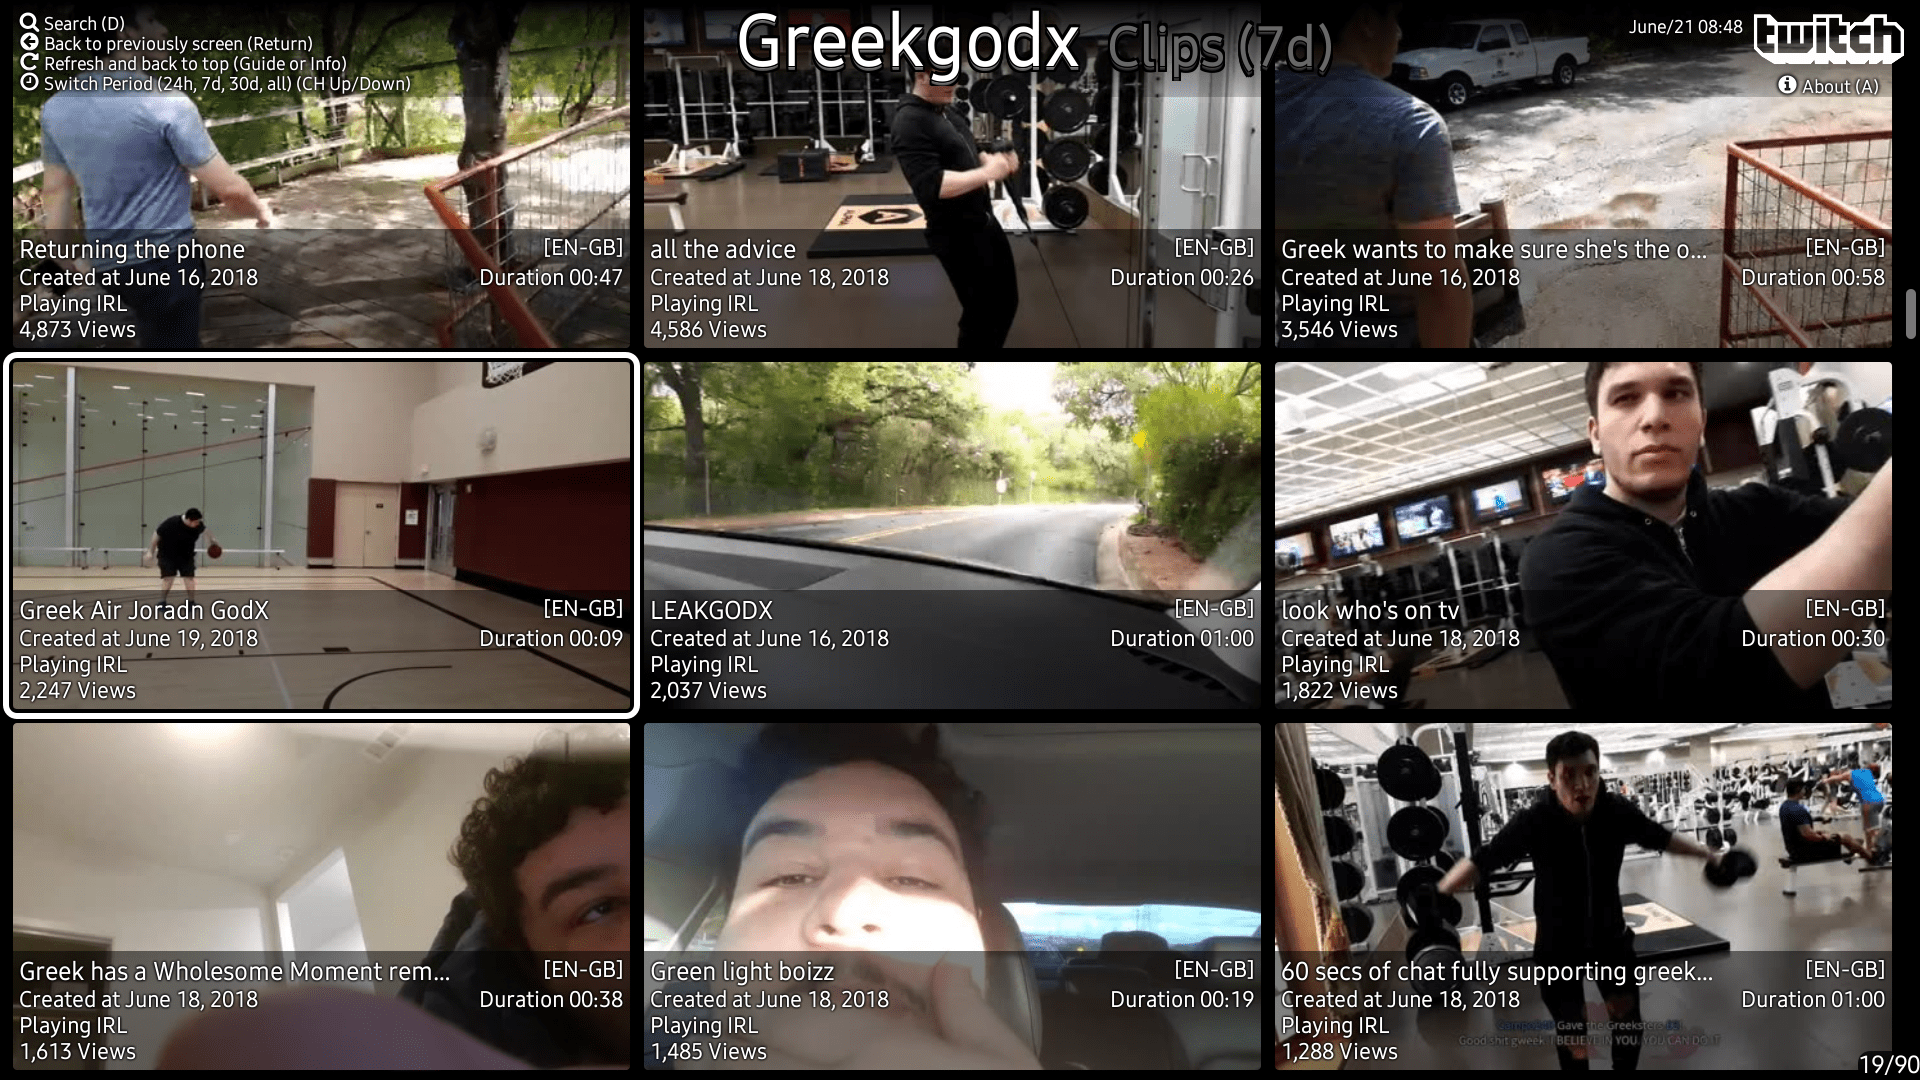 Search (D)
Back to previously screen (Return)
Refresh and back to top (Guide or Info)
Switch Period (24h, 7d, 30d, all) (CH Up/Down)
Greekgodx Clips (7d)
June/21 08:48
twitch
About (A)
Returning the phone [EN-GB]
Created at June 16, 2018 Duration 00:47
Playing IRL
4,873 Views
all the advice [EN-GB]
Created at June 18, 2018 Duration 00:26
Playing IRL
4,586 Views
Greek wants to make sure she's the o... [EN-GB]
Created at June 16, 2018 Duration 00:58
Playing IRL
3,546 Views
Greek Air Joradn GodX [EN-GB]
Created at June 19, 2018 Duration 00:09
Playing IRL
2,247 Views
LEAKGODX [EN-GB]
Created at June 16, 2018 Duration 01:00
Playing IRL
2,037 Views
look who's on tv [EN-GB]
Created at June 18, 2018 Duration 00:30
Playing IRL
1,822 Views
Greek has a Wholesome Moment rem... [EN-GB]
Created at June 18, 2018 Duration 00:38
Playing IRL
1,613 Views
Green light boizz [EN-GB]
Created at June 18, 2018 Duration 00:19
Playing IRL
1,485 Views
60 secs of chat fully supporting greek... [EN-GB]
Created at June 18, 2018 Duration 01:00
Playing IRL
1,288 Views
Gave the Greekster
Good shit gweek I BELIEVE IN YOU, YOU CAN DO IT
19/90